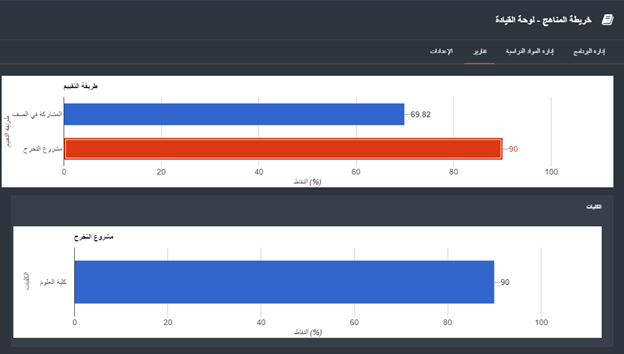 خريطة المناهج - لوحة القيادة
إدارة البرنامج
إدارة المواد الدراسية
تقارير
الإعدادات
طريقة التقييم
المشاركة في الصف
69.82
مشروع التخرج
90
طريقة التقييم
0 20 40 60 80 100
النقاط (%)
الكليات
مشروع التخرج
كلية العلوم
90
الكليات
0 20 40 60 80 100
النقاط (%)